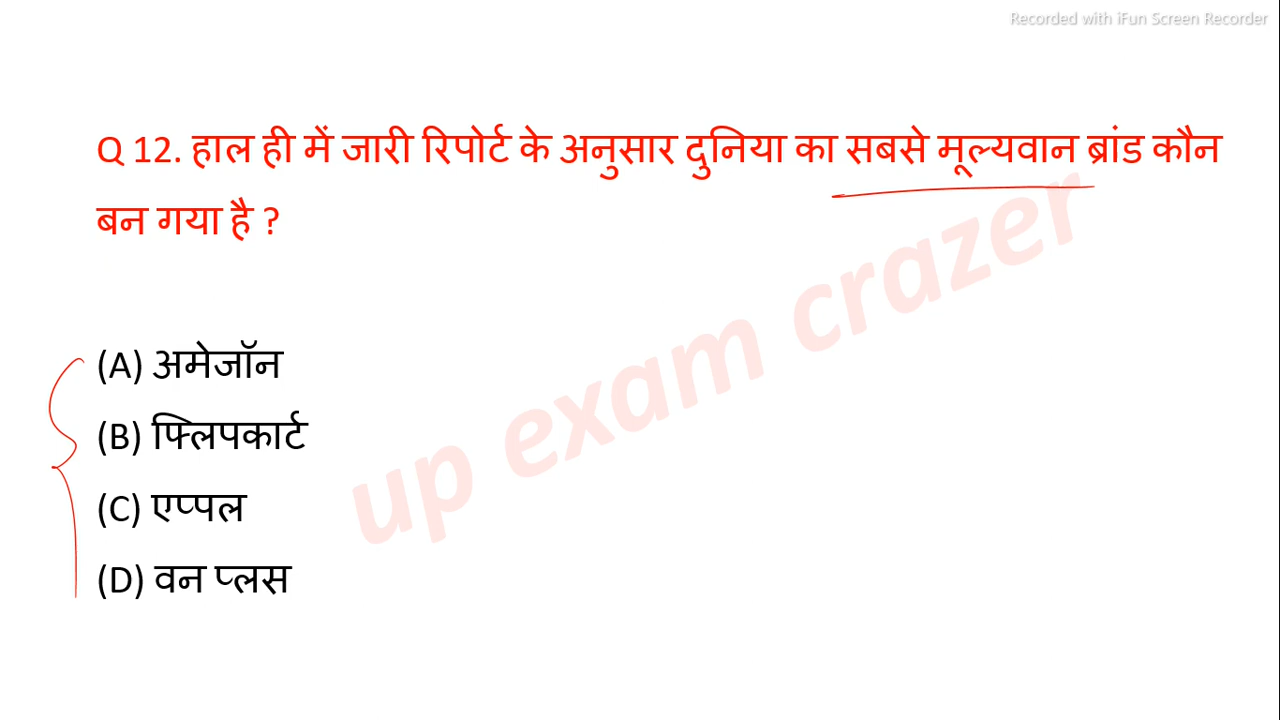 Recorded with iFun Screen Recorder
Q 12. हाल ही में जारी रिपोर्ट के अनुसार दुनिया का सबसे मूल्यवान ब्रांड कौन
बन गया है ?
up exam crazer
(A) अमेजॉन
(B) फ्लिपकार्ट
(C) एप्पल
(D) वन प्लस